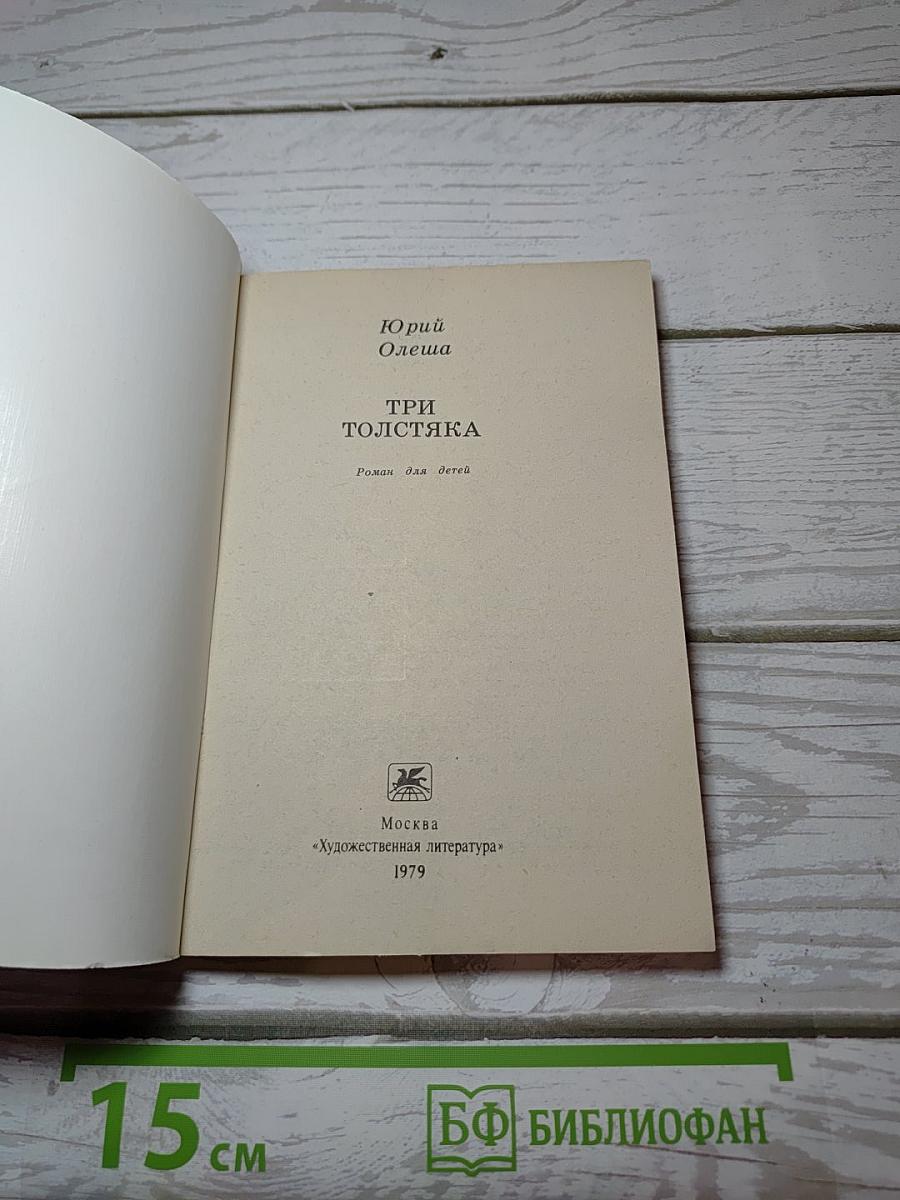 Юрий
Олеша
ТРИ
ТОЛСТЯКА
Роман для детей
Москва
«Художественная литература»
1979
15 см
БФ БИБЛИОФАН